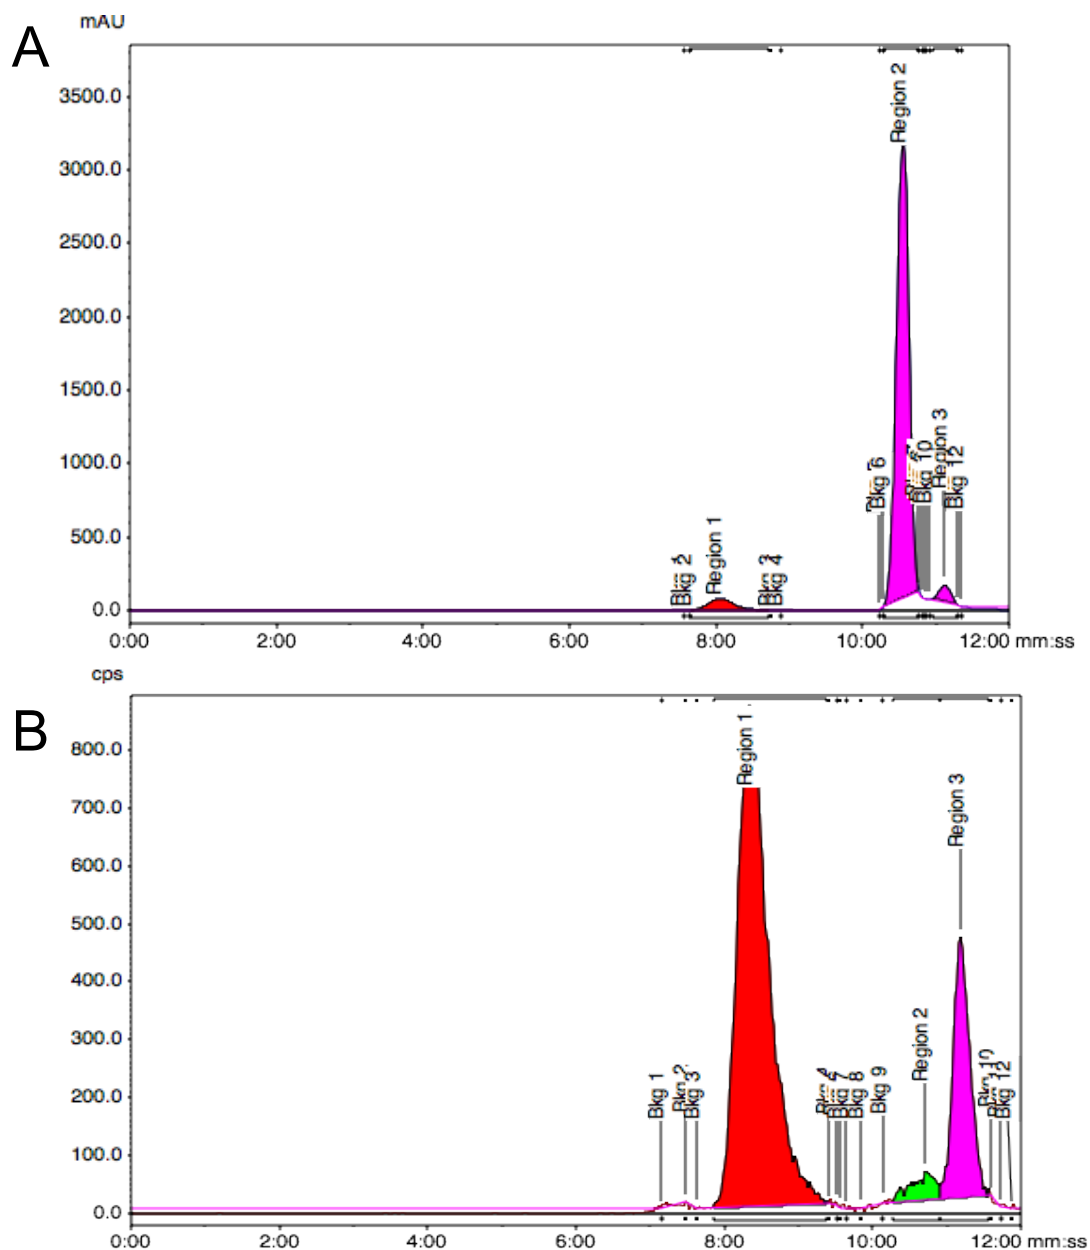 A
mAU
3500.0
3000.0
2500.0
2000.0
1500.0
1000.0
500.0
0.0
Bkg 2
Region 1
Bkg 4
Bkg 6
Region 2
Bkg 10
Region 3
Bkg 12
0:00 2:00 4:00 6:00 8:00 10:00 12:00 mm:ss
B
cps
800.0
700.0
600.0
500.0
400.0
300.0
200.0
100.0
0.0
Bkg 1
Bkg 2
Bkg 3
Region 1
Bkg 7
Bkg 8
Bkg 9
Region 2
Region 3
Bkg 10
Bkg 12
0:00 2:00 4:00 6:00 8:00 10:00 12:00 mm:ss